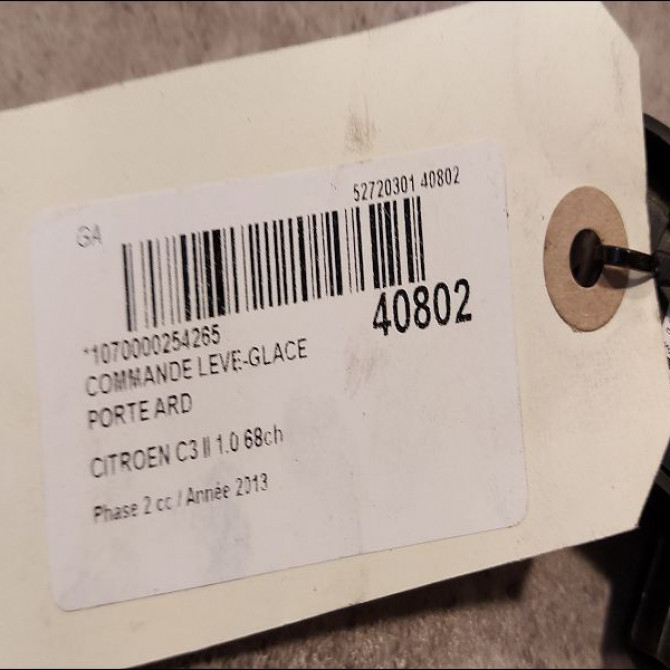 52720301 40802
GA
40802
*1070000254265
COMMANDE LEVE-GLACE
PORTE ARD
CITROEN C3 II 1.0 68ch
Phase 2 cc / Année 2013